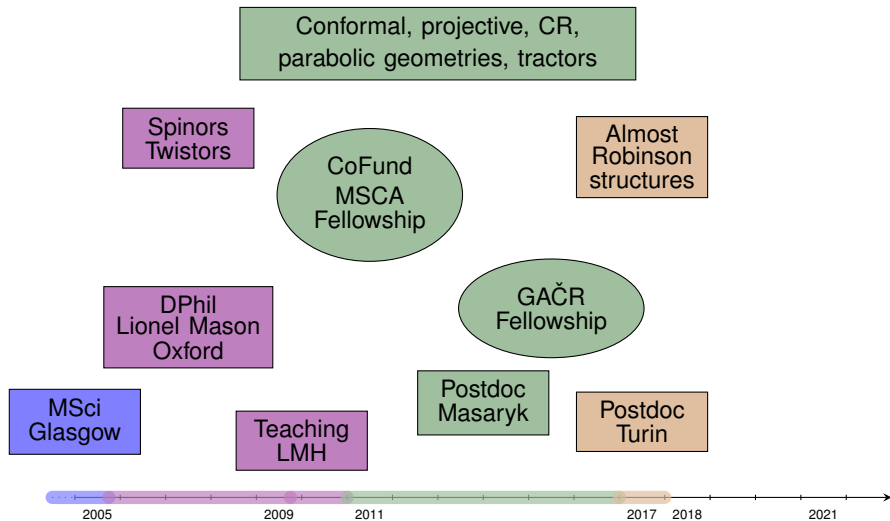 Conformal, projective, CR,
parabolic geometries, tractors
Spinors
Twistors
CoFund
MSCA
Fellowship
Almost
Robinson
structures
GAČR
Fellowship
DPhil
Lionel Mason
Oxford
MSci
Glasgow
Teaching
LMH
Postdoc
Masaryk
Postdoc
Turin
2005
2009
2011
2017
2018
2021